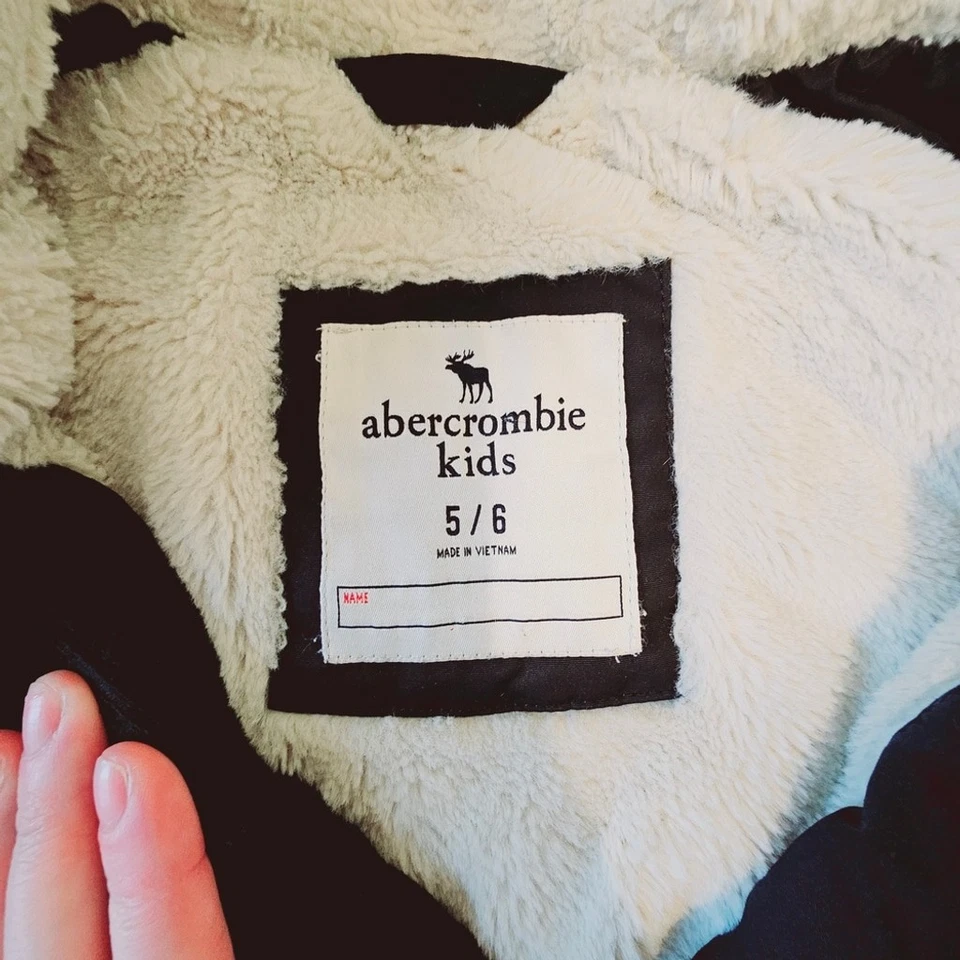 abercrombie
kids
5 / 6
MADE IN VIETNAM
NAME